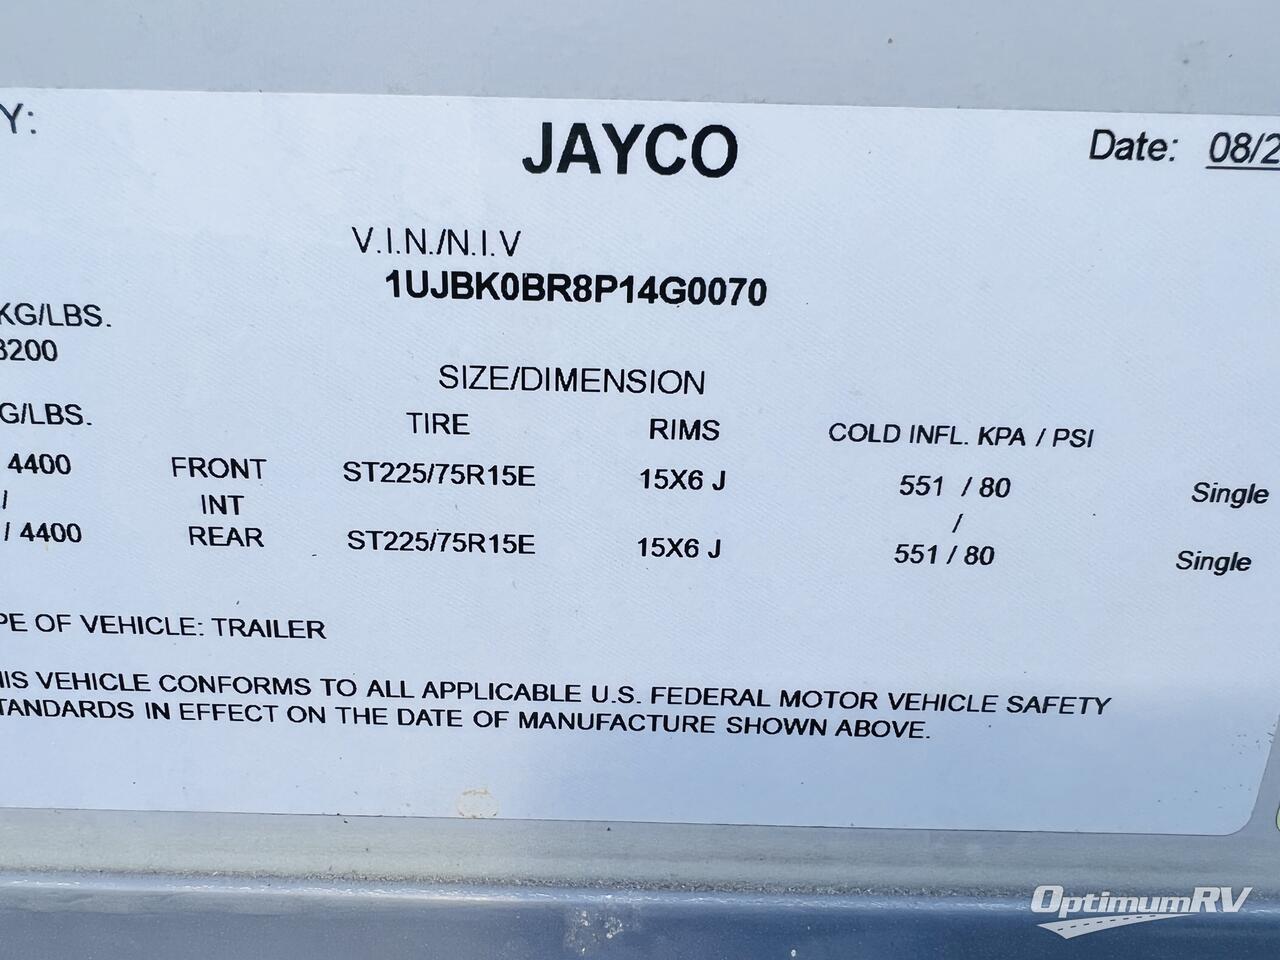 Y:
JAYCO
Date: 08/2
V.I.N./N.I.V
1UJBK0BR8P14G0070
KG/LBS.
8200
SIZE/DIMENSION
G/LBS.
TIRE RIMS COLD INFL. KPA / PSI
4400 FRONT ST225/75R15E 15X6 J 551 / 80 Single
/ INT /
/ 4400 REAR ST225/75R15E 15X6 J 551 / 80 Single
PE OF VEHICLE: TRAILER
HIS VEHICLE CONFORMS TO ALL APPLICABLE U.S. FEDERAL MOTOR VEHICLE SAFETY
TANDARDS IN EFFECT ON THE DATE OF MANUFACTURE SHOWN ABOVE.
OptimumRV